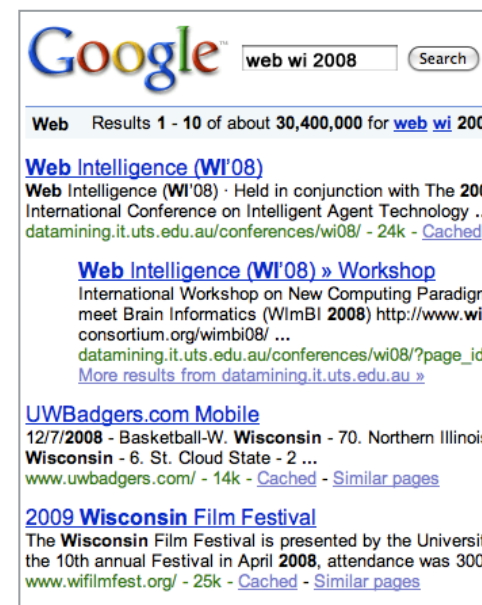 Google™
web wi 2008 Search
Web Results 1 - 10 of about 30,400,000 for web wi 200
Web Intelligence (WI'08)
Web Intelligence (WI'08) · Held in conjunction with The 200
International Conference on Intelligent Agent Technology ..
datamining.it.uts.edu.au/conferences/wi08/ - 24k - Cached
Web Intelligence (WI'08) » Workshop
International Workshop on New Computing Paradigm
meet Brain Informatics (WImBI 2008) http://www.wi
consortium.org/wimbi08/ ...
datamining.it.uts.edu.au/conferences/wi08/?page_id
More results from datamining.it.uts.edu.au »
UWBadgers.com Mobile
12/7/2008 - Basketball-W. Wisconsin - 70. Northern Illinois
Wisconsin - 6. St. Cloud State - 2 ...
www.uwbadgers.com/ - 14k - Cached - Similar pages
2009 Wisconsin Film Festival
The Wisconsin Film Festival is presented by the Universit
the 10th annual Festival in April 2008, attendance was 300
www.wifilmfest.org/ - 25k - Cached - Similar pages